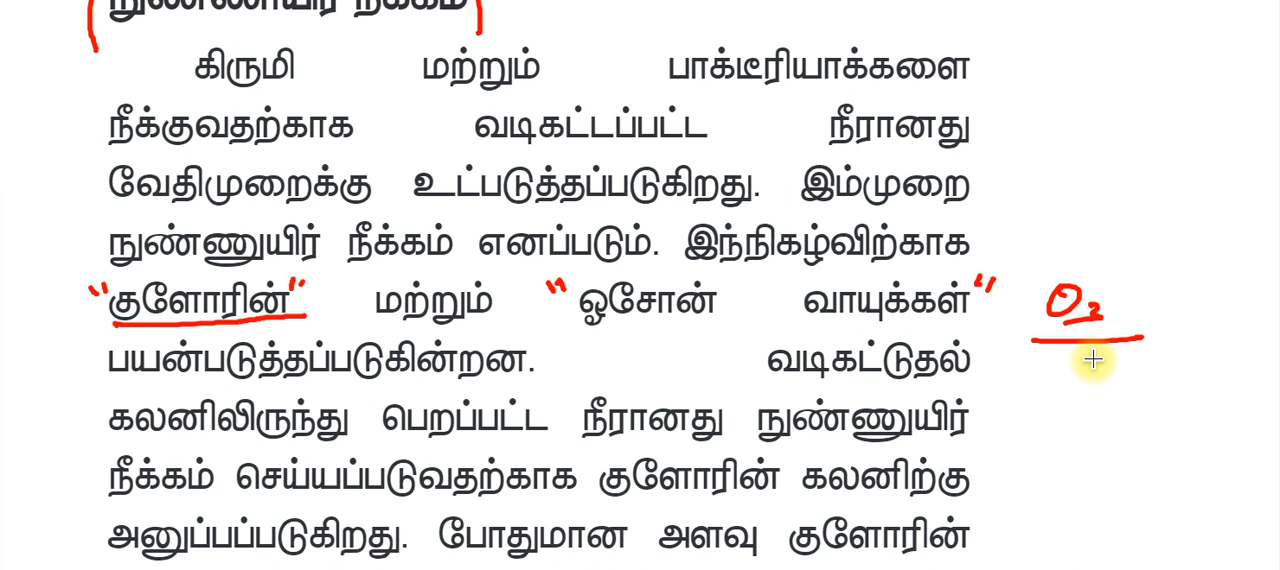 நுண்ணுயிர் நீக்கம்
கிருமி மற்றும் பாக்டீரியாக்களை
நீக்குவதற்காக வடிகட்டப்பட்ட நீரானது
வேதிமுறைக்கு உட்படுத்தப்படுகிறது. இம்முறை
நுண்ணுயிர் நீக்கம் எனப்படும். இந்நிகழ்விற்காக
"குளோரின்" மற்றும் "ஓசோன் வாயுக்கள்" O3
பயன்படுத்தப்படுகின்றன. வடிகட்டுதல்
கலனிலிருந்து பெறப்பட்ட நீரானது நுண்ணுயிர்
நீக்கம் செய்யப்படுவதற்காக குளோரின் கலனிற்கு
அனுப்பப்படுகிறது. போதுமான அளவு குளோரின்